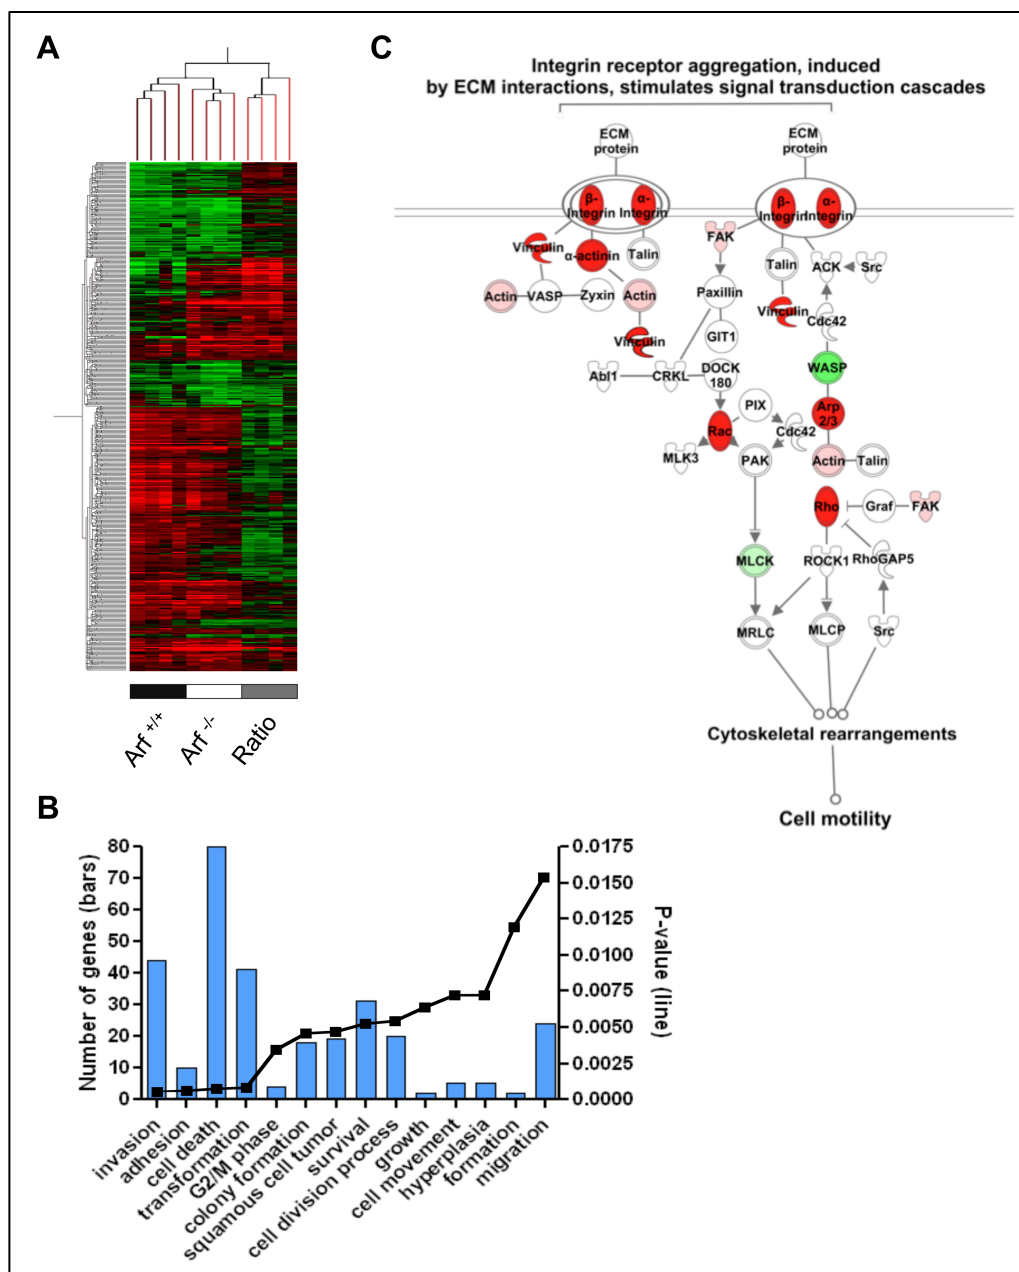 A
C
Integrin receptor aggregation, induced
by ECM interactions, stimulates signal transduction cascades
ECM
protein
ECM
protein
β-
Integrin
α-
Integrin
β-
Integrin
α-
Integrin
Vinculin
α-actinin
Talin
FAK
Talin
ACK
Src
Actin
VASP
Zyxin
Actin
Paxillin
Vinculin
Cdc42
Vinculin
GIT1
Abl1
CRKL
DOCK
180
WASP
Rac
PIX
Cdc42
Arp
2/3
MLK3
PAK
Actin
Talin
Rho
Graf
FAK
MLCK
ROCK1
RhoGAP5
MRLC
MLCP
Src
Cytoskeletal rearrangements
Cell motility
Arf +/+
Arf -/-
Ratio
B
Number of genes (bars)
80
70
60
50
40
30
20
10
0
0.0175
0.0150
0.0125
0.0100
0.0075
0.0050
0.0025
0.0000
P-value (line)
invasion
adhesion
cell death
transformation
G2/M phase
colony formation
squamous cell tumor
survival
cell division process
growth
cell movement
hyperplasia
formation
migration